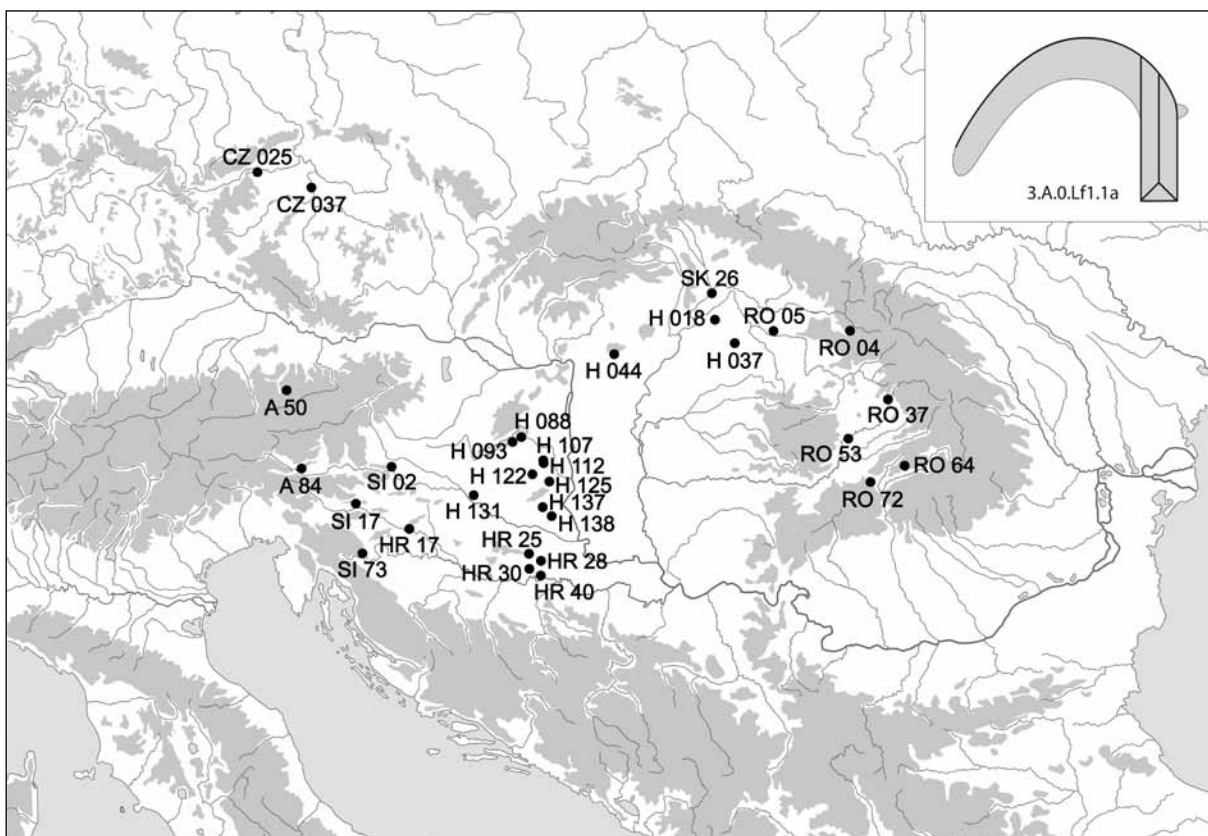 3.A.0.Lf1.1a
CZ 025
CZ 037
SK 26
H 018
RO 05
RO 04
H 037
H 044
A 50
RO 37
H 088
H 093
H 107
RO 53
H 112
RO 64
A 84
SI 02
H 122
H 125
RO 72
H 131
H 137
SI 17
H 138
HR 17
HR 25
SI 73
HR 28
HR 30
HR 40